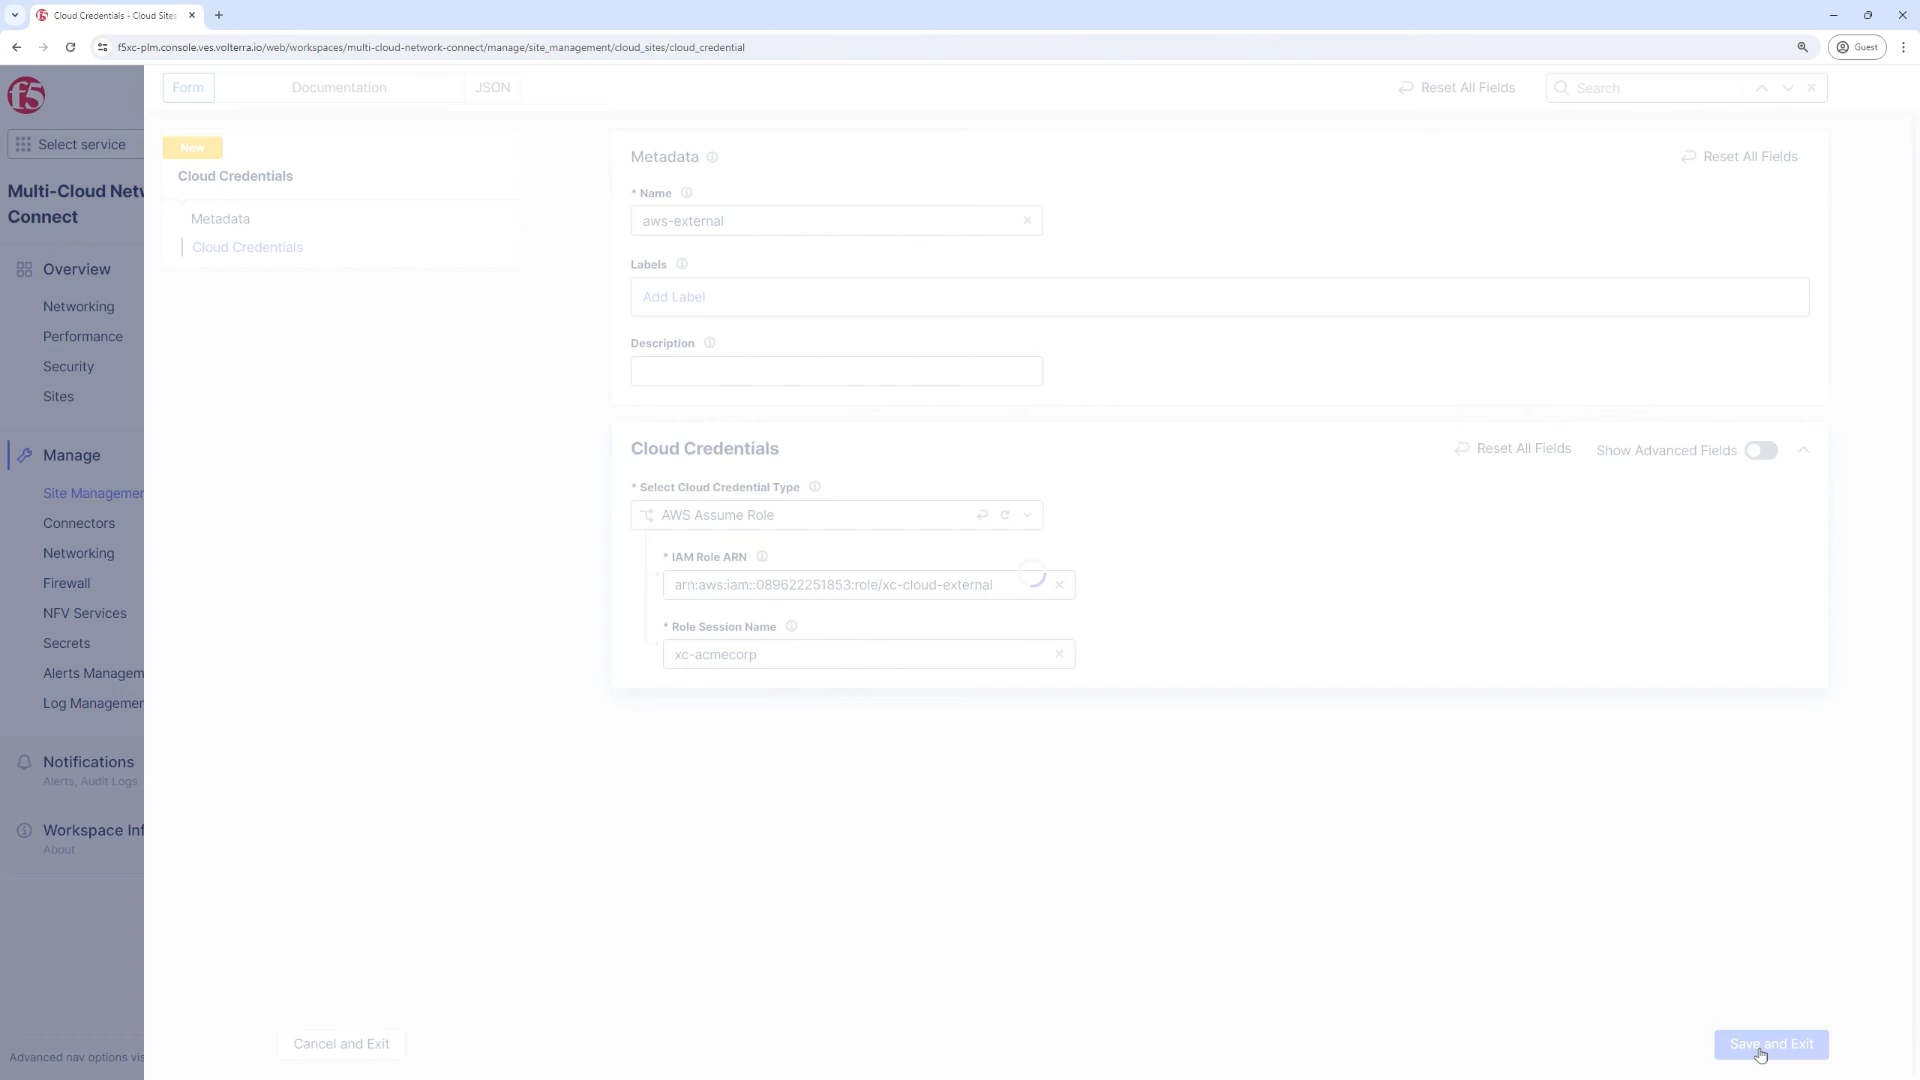 Cloud Credentials - Cloud Sites
f5xc-plm.console.ves.volterra.io/web/workspaces/multi-cloud-network-connect/manage/site_management/cloud_sites/cloud_credential
Guest
f5
Form
Documentation
JSON
Reset All Fields
Search
Select service
Multi-Cloud Netw
Connect
Overview
Networking
Performance
Security
Sites
Manage
Site Managemen
Connectors
Networking
Firewall
NFV Services
Secrets
Alerts Managem
Log Managemen
Notifications
Alerts, Audit Logs
Workspace Inf
About
Advanced nav options vis
New
Cloud Credentials
Metadata
Cloud Credentials
Metadata
Reset All Fields
* Name
aws-external
Labels
Add Label
Description
Cloud Credentials
Reset All Fields
Show Advanced Fields
* Select Cloud Credential Type
AWS Assume Role
* IAM Role ARN
arn:aws:iam::089622251853:role/xc-cloud-external
* Role Session Name
xc-acmecorp
Cancel and Exit
Save and Exit